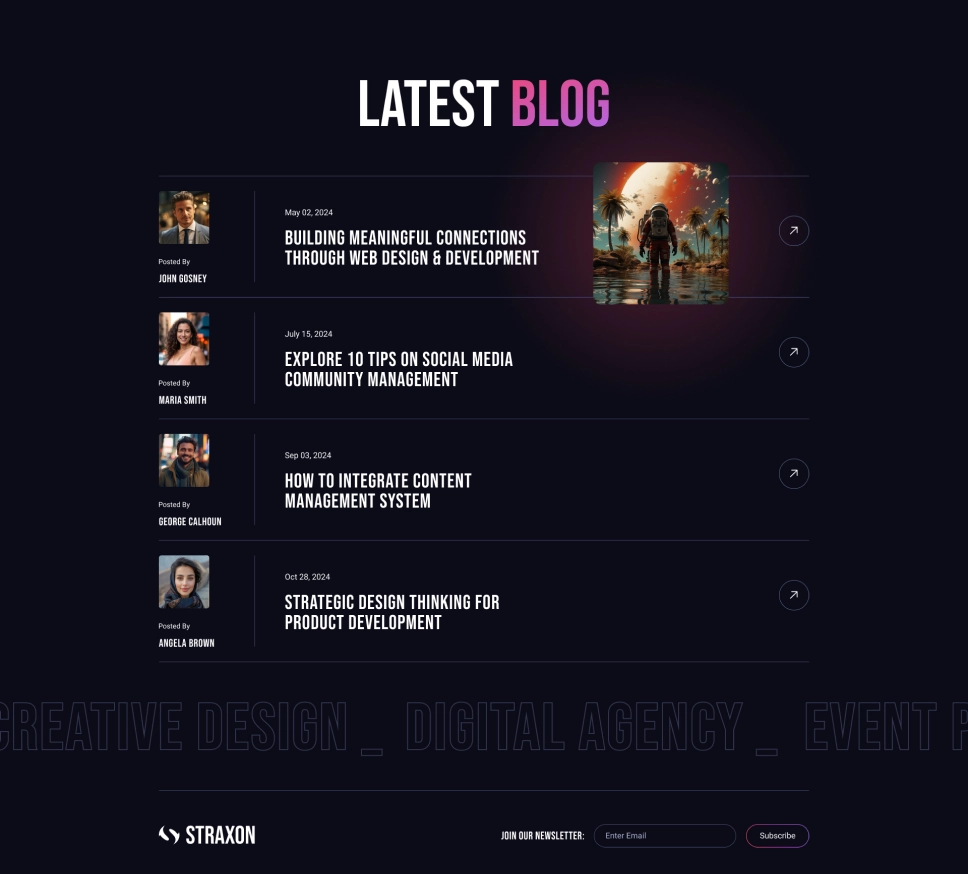 LATEST BLOG
Posted By
JOHN GOSNEY
May 02, 2024
BUILDING MEANINGFUL CONNECTIONS
THROUGH WEB DESIGN & DEVELOPMENT
Posted By
MARIA SMITH
July 15, 2024
EXPLORE 10 TIPS ON SOCIAL MEDIA
COMMUNITY MANAGEMENT
Posted By
GEORGE CALHOUN
Sep 03, 2024
HOW TO INTEGRATE CONTENT
MANAGEMENT SYSTEM
Posted By
ANGELA BROWN
Oct 28, 2024
STRATEGIC DESIGN THINKING FOR
PRODUCT DEVELOPMENT
CREATIVE DESIGN _ DIGITAL AGENCY _ EVENT P
STRAXON
JOIN OUR NEWSLETTER: Enter Email Subscribe